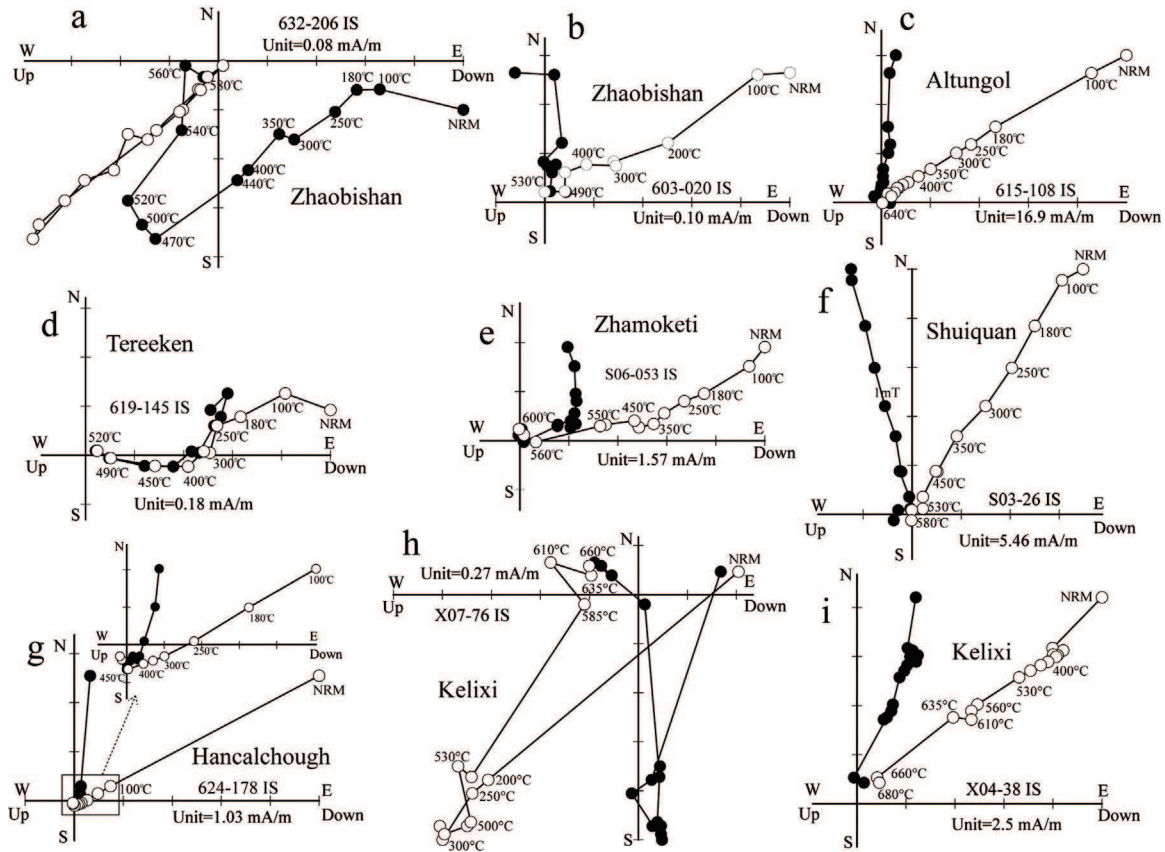 a
632-206 IS
Unit=0.08 mA/m
W
E
Up
Down
560℃
580℃
180℃
100℃
NRM
250℃
350℃
300℃
540℃
400℃
440℃
520℃
500℃
470℃
Zhaobishan
S
b
N
Zhaobishan
NRM
100℃
200℃
400℃
300℃
530℃
490℃
603-020 IS
W
E
Up
Down
Unit=0.10 mA/m
c
N
Altungol
NRM
100℃
180℃
250℃
300℃
350℃
400℃
615-108 IS
W
E
Up
Down
640℃
Unit=16.9 mA/m
d
N
Tereeken
619-145 IS
100℃
NRM
180℃
250℃
W
E
520℃
300℃
Up
Down
490℃
450℃
400℃
Unit=0.18 mA/m
S
e
N
Zhamoketi
NRM
S06-053 IS
100℃
180℃
250℃
450℃
550℃
600℃
350℃
W
E
Up
Down
560℃
Unit=1.57 mA/m
S
f
N
NRM
100℃
Shuiquan
180℃
250℃
1mT
300℃
350℃
450℃
S03-26 IS
W
E
530℃
Up
Down
580℃
Unit=5.46 mA/m
S
g
N
100℃
180℃
W
E
250℃
Up
Down
300℃
400℃
450℃
S
N
NRM
Hancalchough
100℃
624-178 IS
W
E
Up
Down
Unit=1.03 mA/m
S
h
N
610°C
660°C
NRM
Unit=0.27 mA/m
635°C
W
E
Up
Down
X07-76 IS
585°C
Kelixi
530°C
200°C
250°C
500°C
300°C
S
i
N
NRM
Kelixi
400°C
530°C
560°C
635°C
610°C
660°C
680°C
X04-38 IS
W
E
Up
Down
Unit=2.5 mA/m